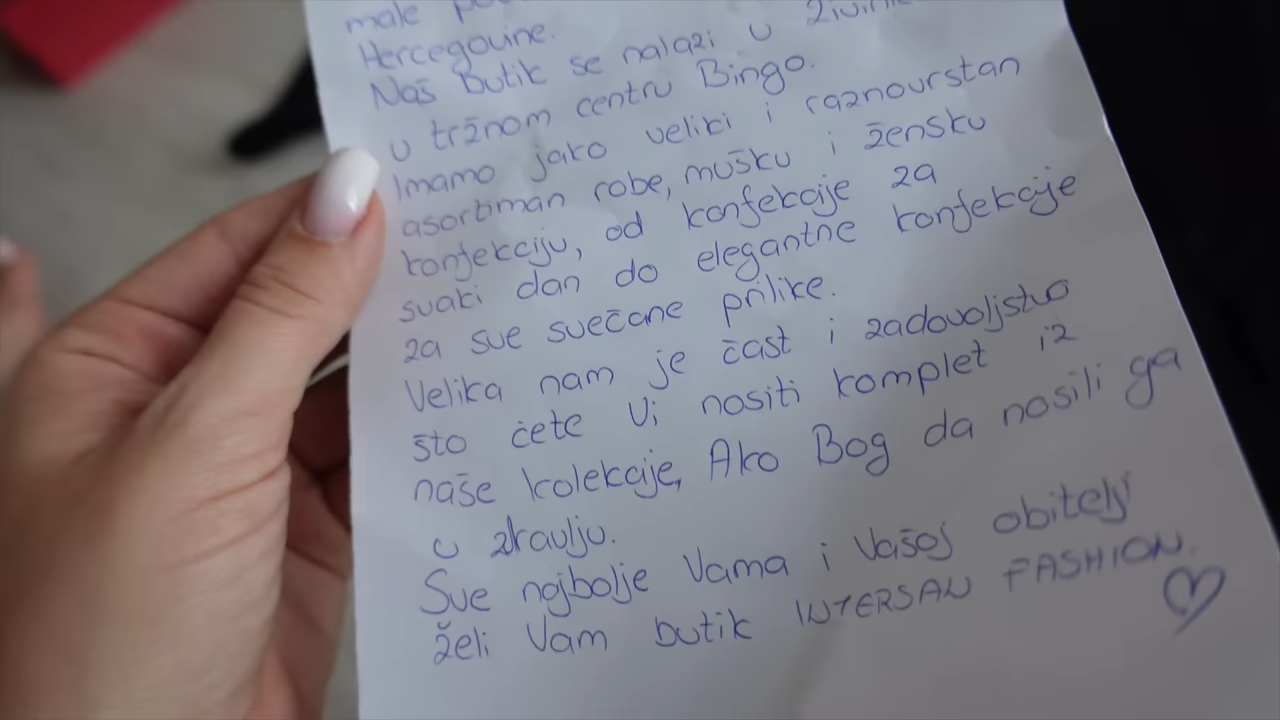 male
Hercegovine.
Naš butik se nalazi u
u tržnom centru Bingo.
Imamo jako veliki i raznovrstan
asortiman robe, mušku i žensku
konfekciju, od konfekcije za
svaki dan do elegantne konfekcije
za sve svečane prilike.
Velika nam je čast i zadovoljstvo
što ćete Vi nositi komplet iz
naše kolekcije, Ako Bog da nosili ga
u zdravlju.
Sve najbolje Vama i Vašoj obitelji
želi Vam butik INTERSAN FASHION.